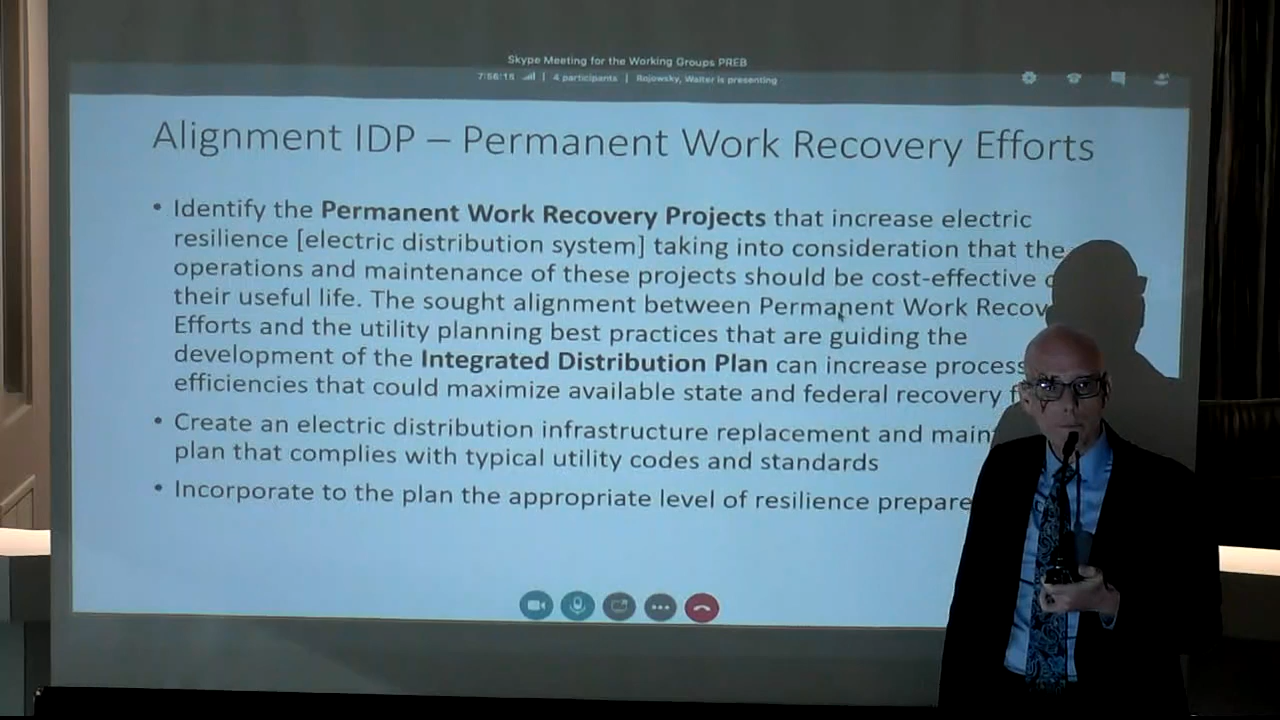 Skype Meeting for the Working Groups PREB
7:56:16 | 4 participants | Rojowsky, Walter is presenting
Alignment IDP – Permanent Work Recovery Efforts
• Identify the Permanent Work Recovery Projects that increase electric
resilience [electric distribution system] taking into consideration that the
operations and maintenance of these projects should be cost-effective
their useful life. The sought alignment between Permanent Work Recov
Efforts and the utility planning best practices that are guiding the
development of the Integrated Distribution Plan can increase process
efficiencies that could maximize available state and federal recovery
• Create an electric distribution infrastructure replacement and main
plan that complies with typical utility codes and standards
• Incorporate to the plan the appropriate level of resilience prepare